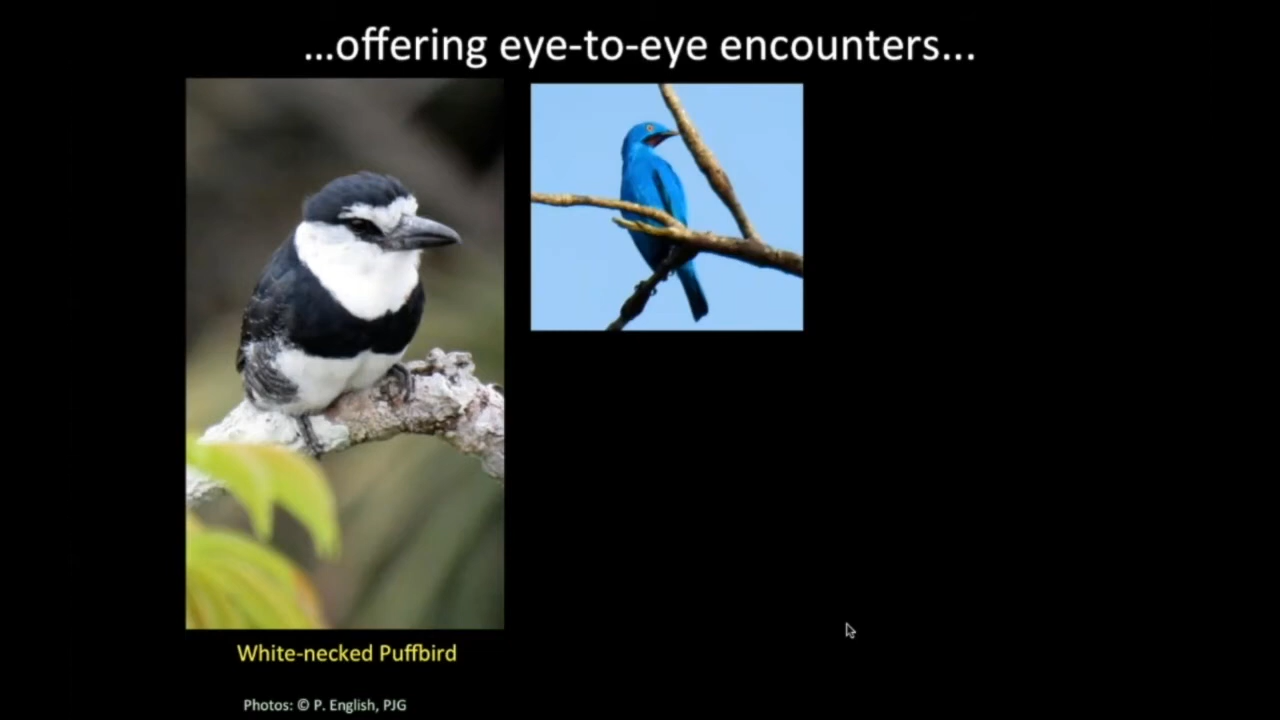 ...offering eye-to-eye encounters...
White-necked Puffbird
Photos: © P. English, PJG